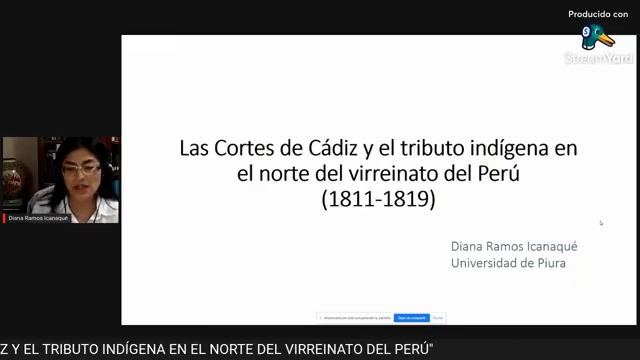 Producido con
StreamYard
Las Cortes de Cádiz y el tributo indígena en
el norte del virreinato del Perú
(1811-1819)
Diana Ramos Icanaqué
Universidad de Piura
Diana Ramos Icanaqué
Z Y EL TRIBUTO INDÍGENA EN EL NORTE DEL VIRREINATO DEL PERÚ"